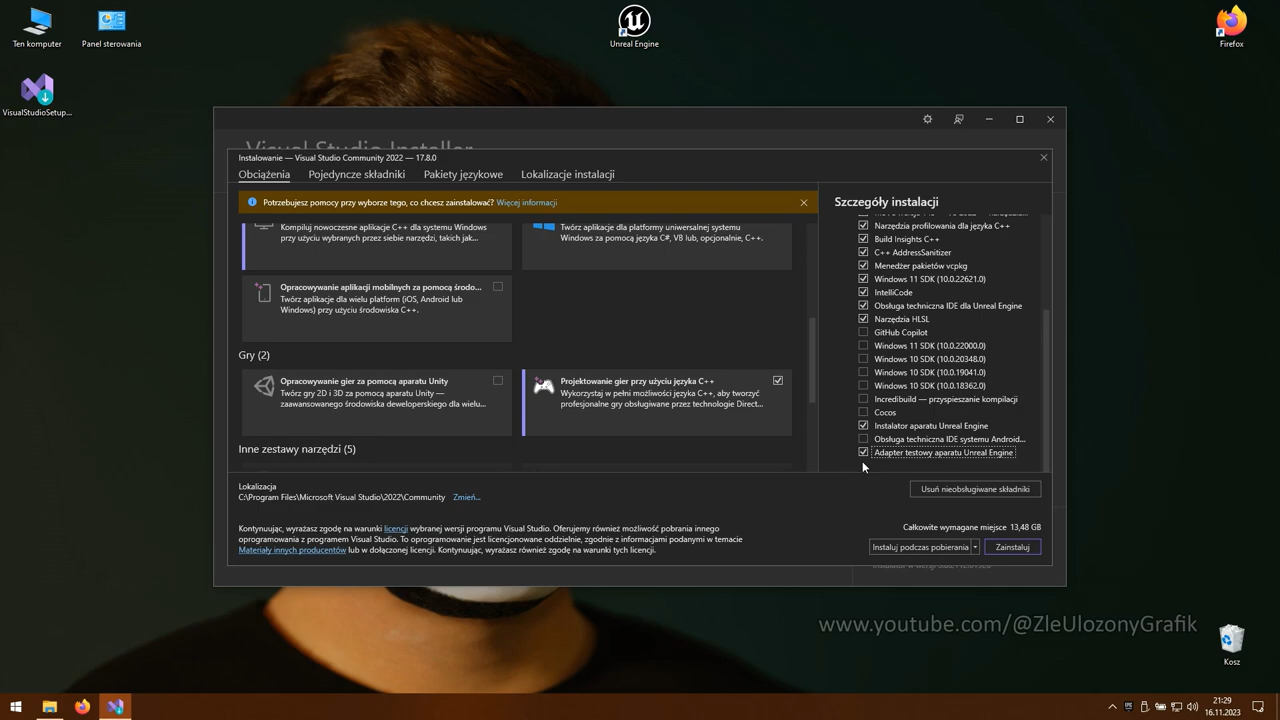 Ten komputer
Panel sterowania
Unreal Engine
Firefox
VisualStudioSetup...
Visual Studio Installer
Instalowanie — Visual Studio Community 2022 — 17.8.0
Obciążenia
Pojedyncze składniki
Pakiety językowe
Lokalizacje instalacji
Potrzebujesz pomocy przy wyborze tego, co chcesz zainstalować? Więcej informacji
Kompiluj nowoczesne aplikacje C++ dla systemu Windows
przy użyciu wybranych przez siebie narzędzi, takich jak...
Twórz aplikacje dla platformy uniwersalnej systemu
Windows za pomocą języka C#, VB lub, opcjonalnie, C++.
Opracowywanie aplikacji mobilnych za pomocą środo...
Twórz aplikacje dla wielu platform (iOS, Android lub
Windows) przy użyciu środowiska C++.
Gry (2)
Opracowywanie gier za pomocą aparatu Unity
Twórz gry 2D i 3D za pomocą aparatu Unity —
zaawansowanego środowiska deweloperskiego dla wielu...
Projektowanie gier przy użyciu języka C++
Wykorzystaj w pełni możliwości języka C++, aby tworzyć
profesjonalne gry obsługiwane przez technologie Direct...
Inne zestawy narzędzi (5)
Szczegóły instalacji
Narzędzia profilowania dla języka C++
Build Insights C++
C++ AddressSanitizer
Menedżer pakietów vcpkg
Windows 11 SDK (10.0.22621.0)
IntelliCode
Obsługa techniczna IDE dla Unreal Engine
Narzędzia HLSL
GitHub Copilot
Windows 11 SDK (10.0.22000.0)
Windows 10 SDK (10.0.20348.0)
Windows 10 SDK (10.0.19041.0)
Windows 10 SDK (10.0.18362.0)
Incredibuild — przyspieszanie kompilacji
Cocos
Instalator aparatu Unreal Engine
Obsługa techniczna IDE systemu Android...
Adapter testowy aparatu Unreal Engine
Lokalizacja
C:\Program Files\Microsoft Visual Studio\2022\Community Zmień...
Usuń nieobsługiwane składniki
Kontynuując, wyrażasz zgodę na warunki licencji wybranej wersji programu Visual Studio. Oferujemy również możliwość pobrania innego
oprogramowania z programem Visual Studio. To oprogramowanie jest licencjonowane oddzielnie, zgodnie z informacjami podanymi w temacie
Materiały innych producentów lub w dołączonej licencji. Kontynuując, wyrażasz również zgodę na warunki tych licencji.
Całkowite wymagane miejsce 13,48 GB
Instaluj podczas pobierania
Zainstaluj
www.youtube.com/@ZleUlozonyGrafik
Kosz
21:29
16.11.2023